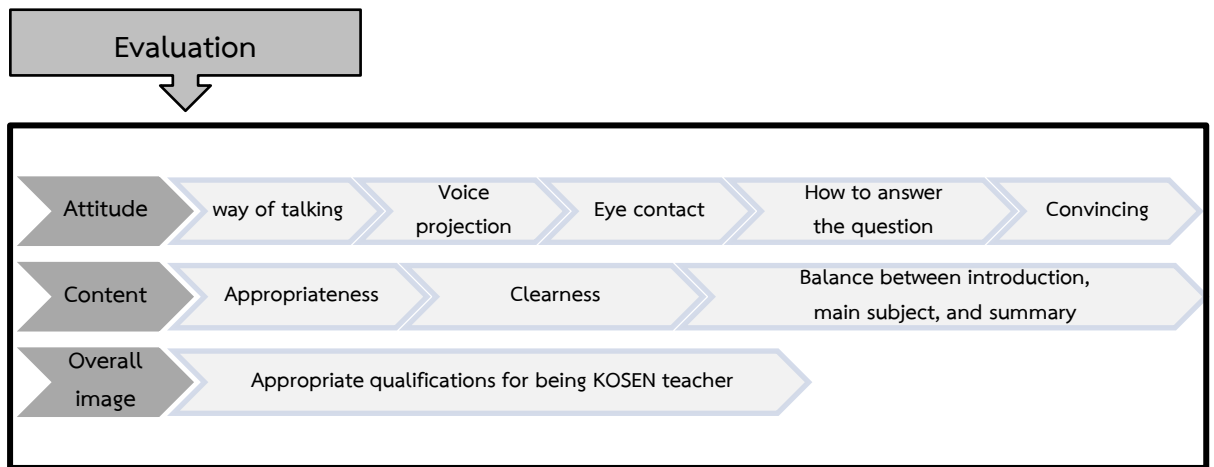 Evaluation
Attitude
way of talking
Voice
projection
Eye contact
How to answer
the question
Convincing
Content
Appropriateness
Clearness
Balance between introduction,
main subject, and summary
Overall
image
Appropriate qualifications for being KOSEN teacher